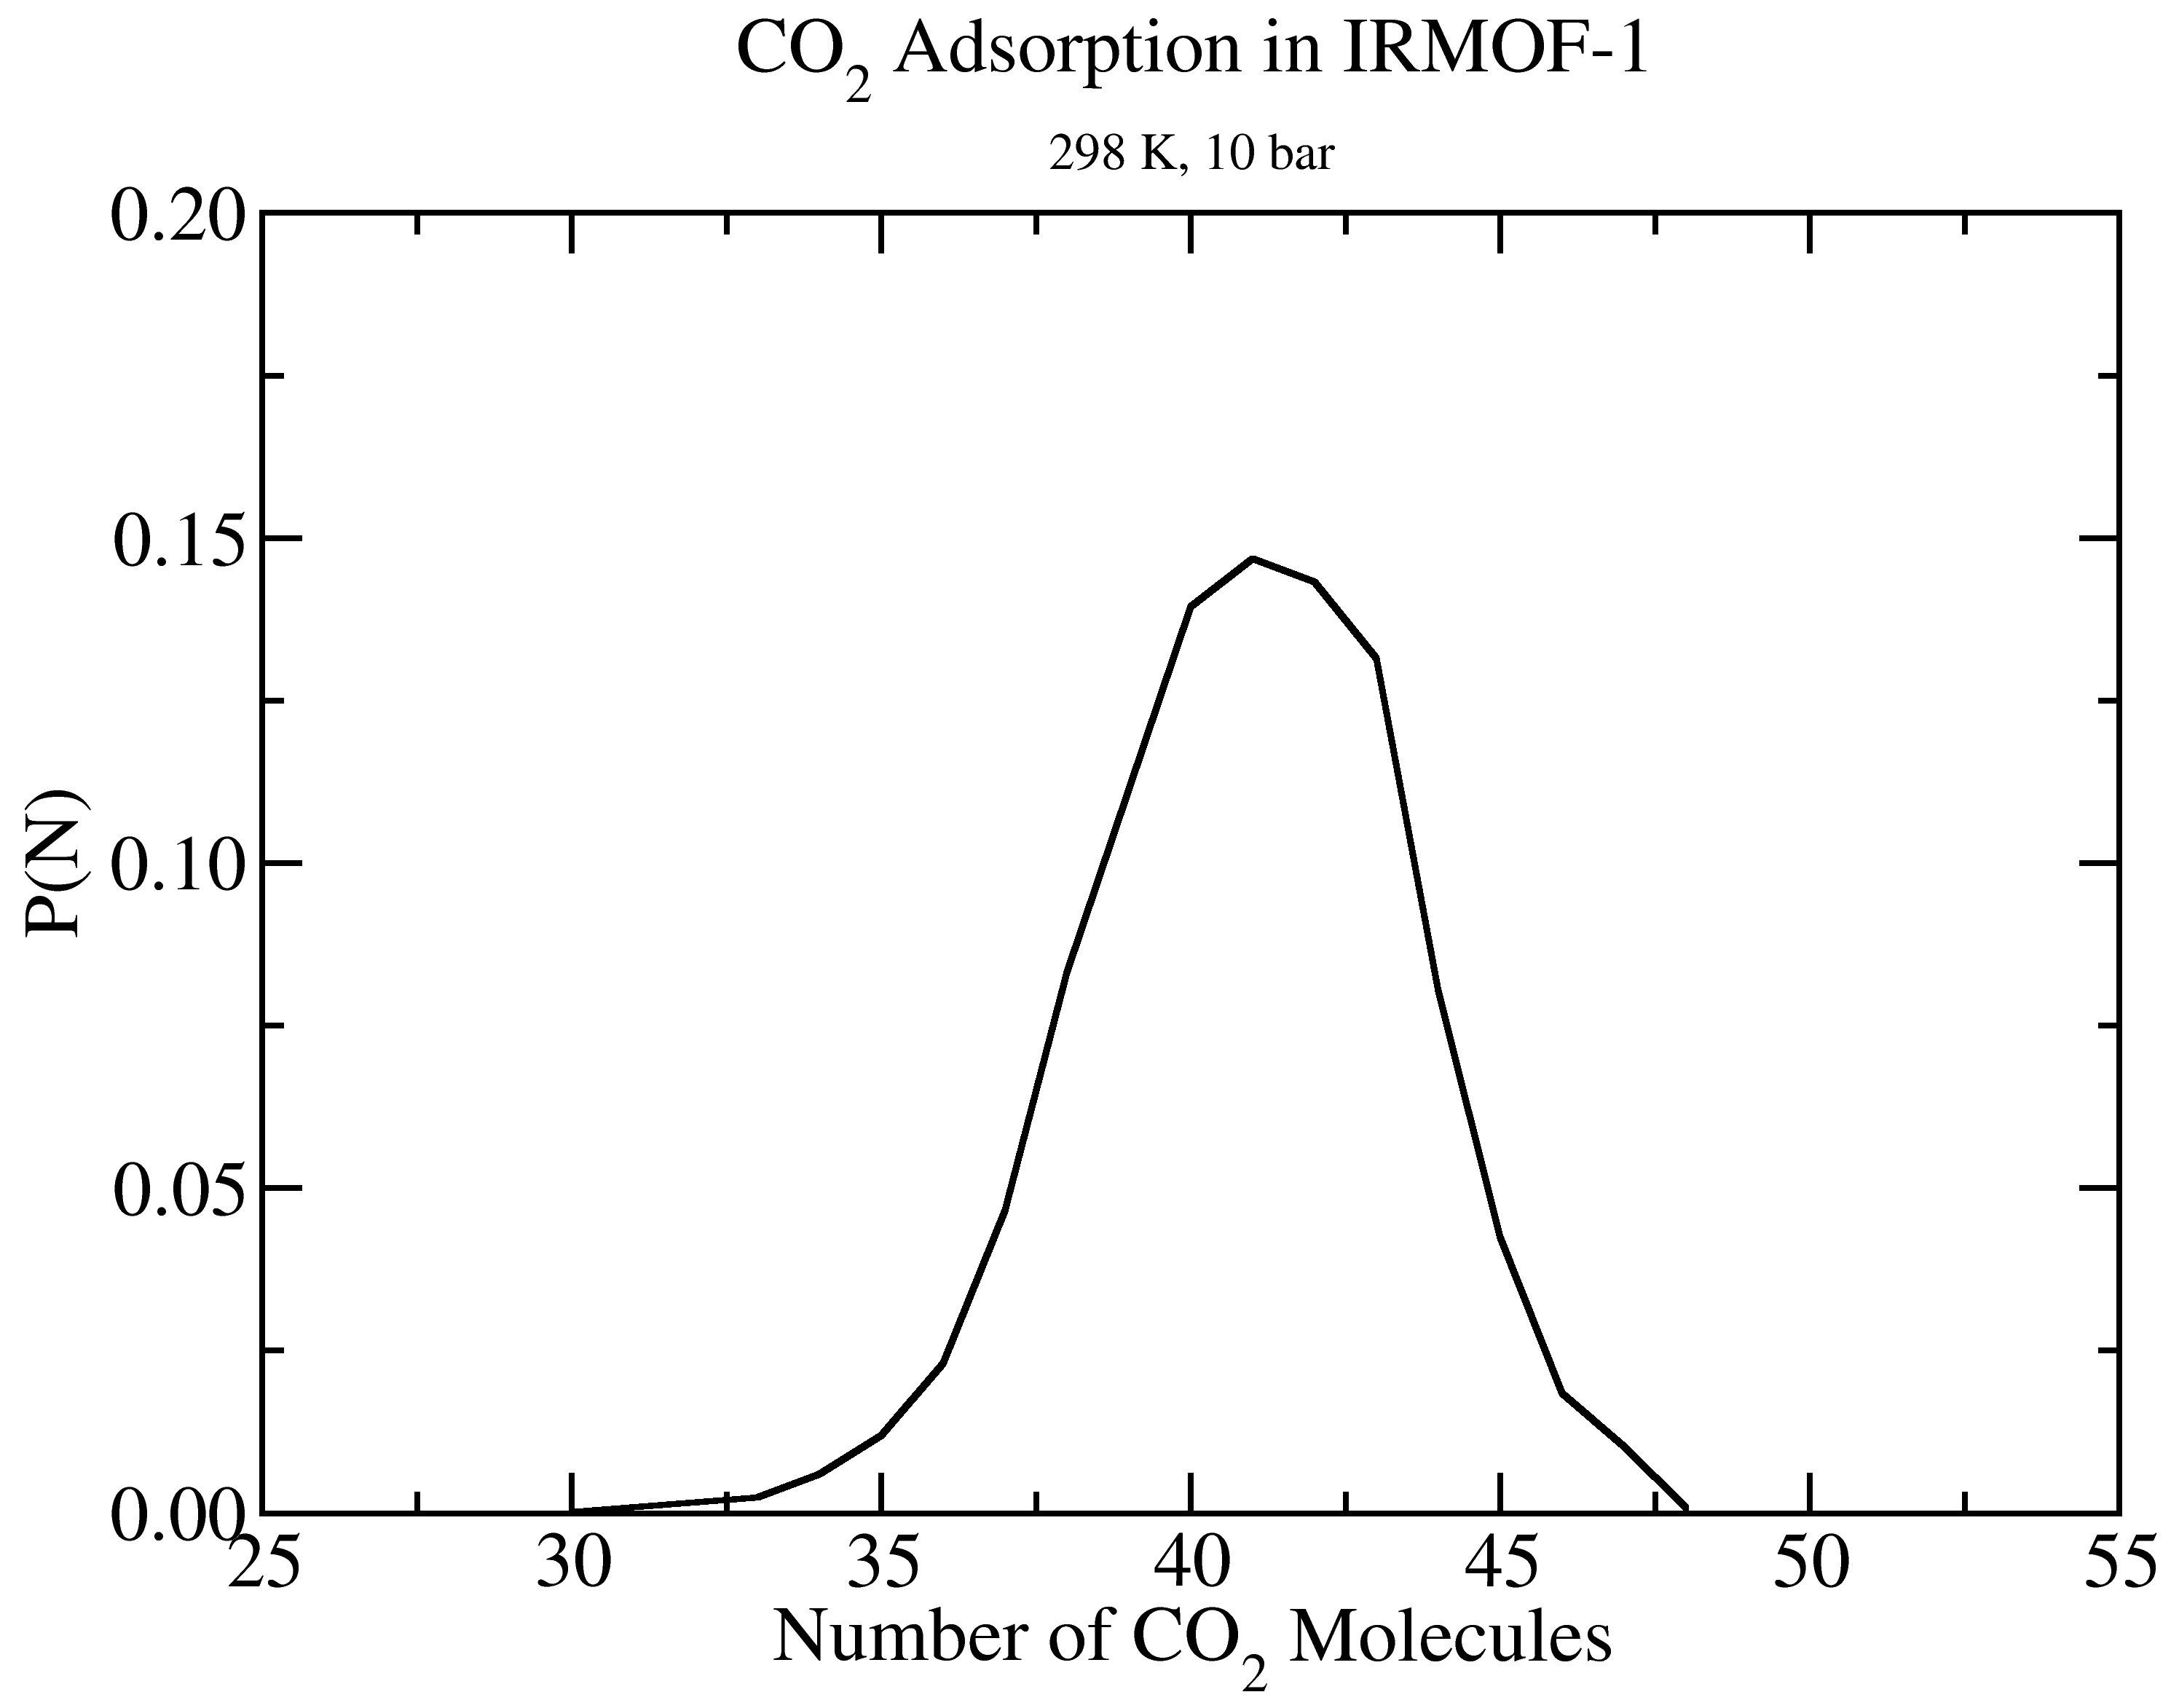 CO2 Adsorption in IRMOF-1
298 K, 10 bar
0.20
0.15
0.10
0.05
0.00
P(N)
25 30 35 40 45 50 55
Number of CO2 Molecules